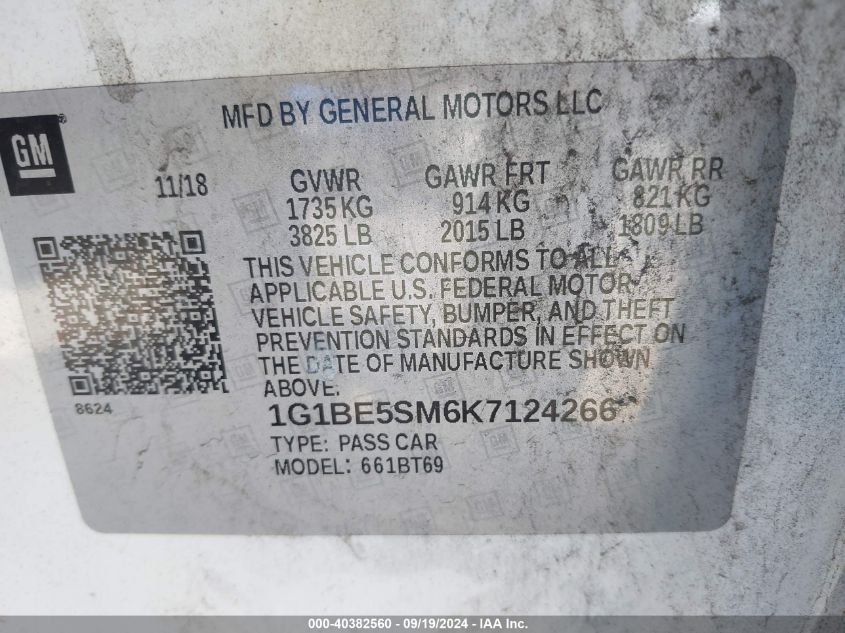 MFD BY GENERAL MOTORS LLC
GM
11/18
GVWR GAWR FRT GAWR RR
1735 KG 914 KG 821 KG
3825 LB 2015 LB 1809 LB
THIS VEHICLE CONFORMS TO ALL
APPLICABLE U.S. FEDERAL MOTOR
VEHICLE SAFETY, BUMPER, AND THEFT
PREVENTION STANDARDS IN EFFECT ON
THE DATE OF MANUFACTURE SHOWN
ABOVE.
8624
1G1BE5SM6K7124266
TYPE: PASS CAR
MODEL: 661BT69
000-40382560 - 09/19/2024 - IAA Inc.